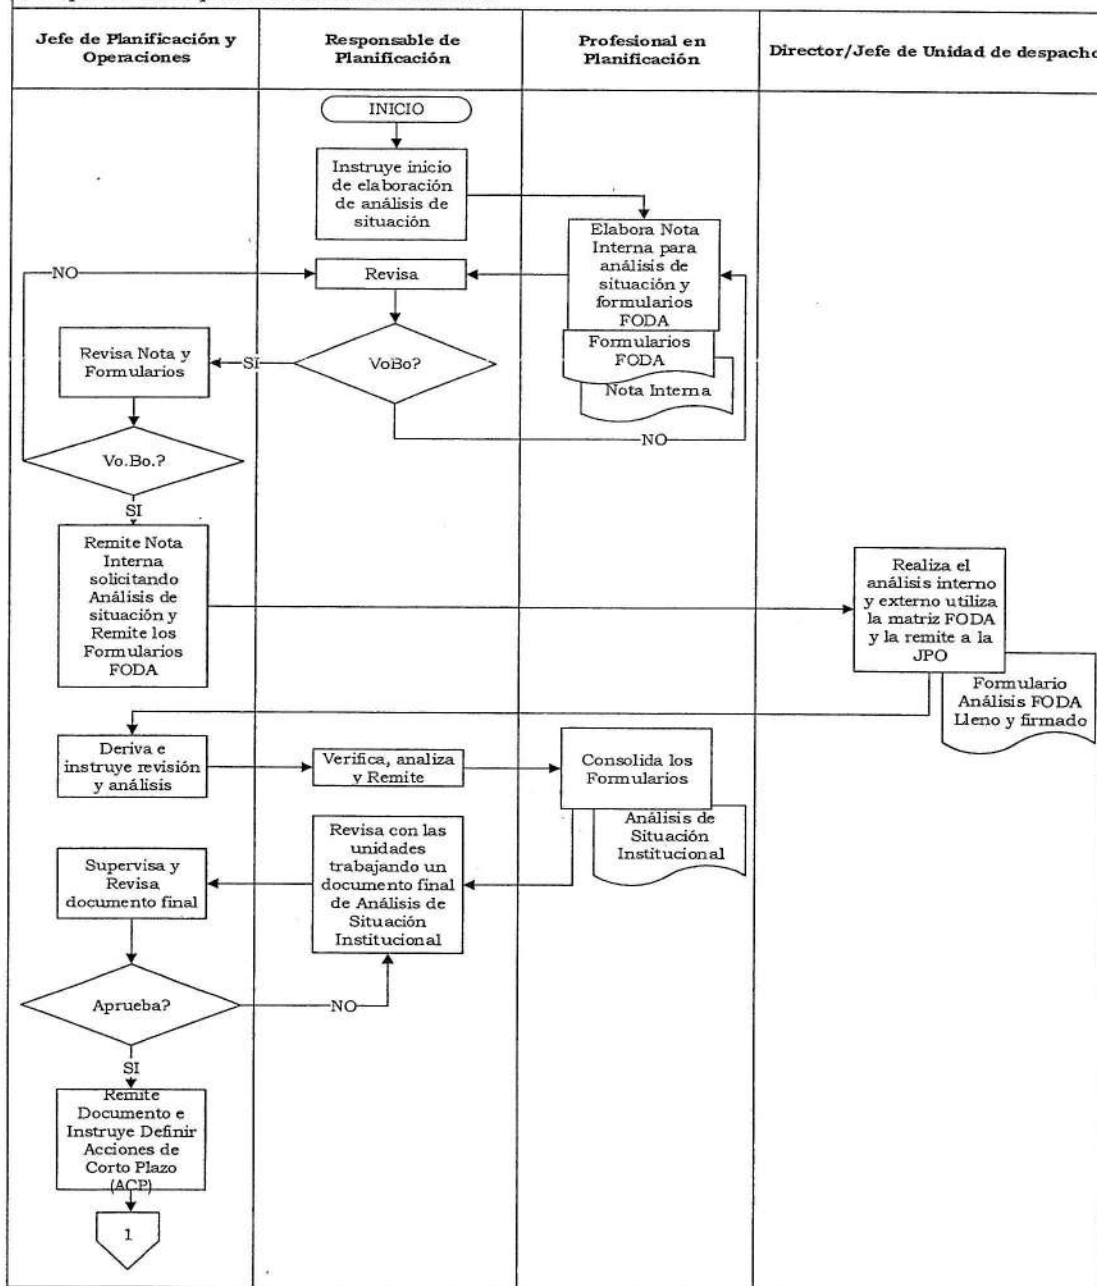 Jefe de Planificación y
Operaciones
Responsable de
Planificación
Profesional en
Planificación
Director/Jefe de Unidad de despacho
INICIO
Instruye inicio
de elaboración
de análisis de
situación
Elabora Nota
Interna para
análisis de
situación y
formularios
FODA
Formularios
FODA
Nota Interna
NO
Revisa
Revisa Nota y
Formularios
SI
VoBo?
NO
Vo.Bo.?
SI
Remite Nota
Interna
solicitando
Análisis de
situación y
Remite los
Formularios
FODA
Realiza el
análisis interno
y externo utiliza
la matriz FODA
y la remite a la
JPO
Formulario
Análisis FODA
Lleno y firmado
Deriva e
instruye revisión
y análisis
Verifica, analiza
y Remite
Consolida los
Formularios
Análisis de
Situación
Institucional
Revisa con las
unidades
trabajando un
documento final
de Análisis de
Situación
Institucional
Supervisa y
Revisa
documento final
Aprueba?
NO
SI
Remite
Documento e
Instruye Definir
Acciones de
Corto Plazo
(ACP)
1